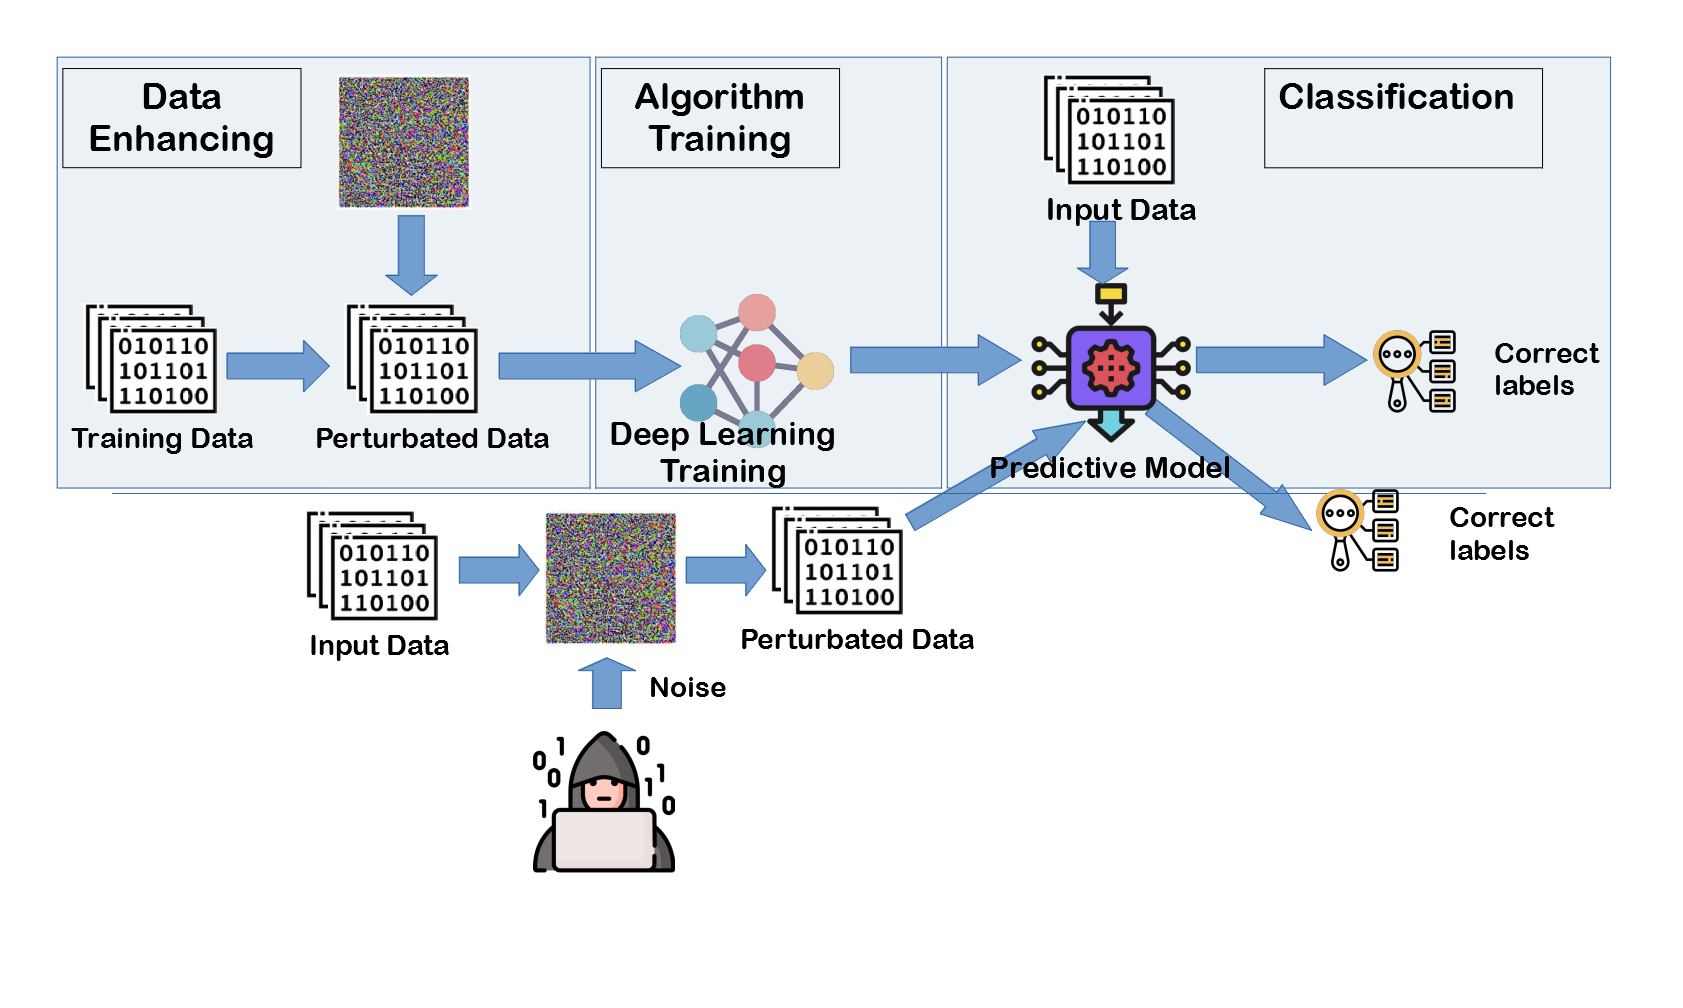 Data
Enhancing
Algorithm
Training
Classification
010110
101101
110100
Input Data
010110
101101
110100
Training Data
010110
101101
110100
Perturbated Data
Deep Learning
Training
Predictive Model
Correct
labels
Correct
labels
010110
101101
110100
Input Data
010110
101101
110100
Perturbated Data
Noise
0 1 0
0 1
1 1 0